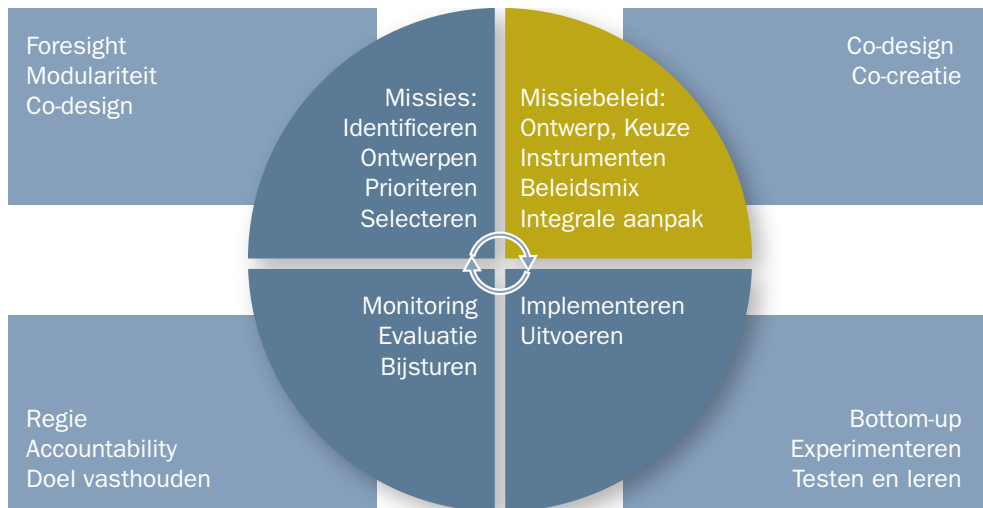 Foresight
Modulariteit
Co-design
Missies:
Identificeren
Ontwerpen
Prioriteren
Selecteren
Missiebeleid:
Ontwerp, Keuze
Instrumenten
Beleidsmix
Integrale aanpak
Co-design
Co-creatie
Monitoring
Evaluatie
Bijsturen
Implementeren
Uitvoeren
Regie
Accountability
Doel vasthouden
Bottom-up
Experimenteren
Testen en leren